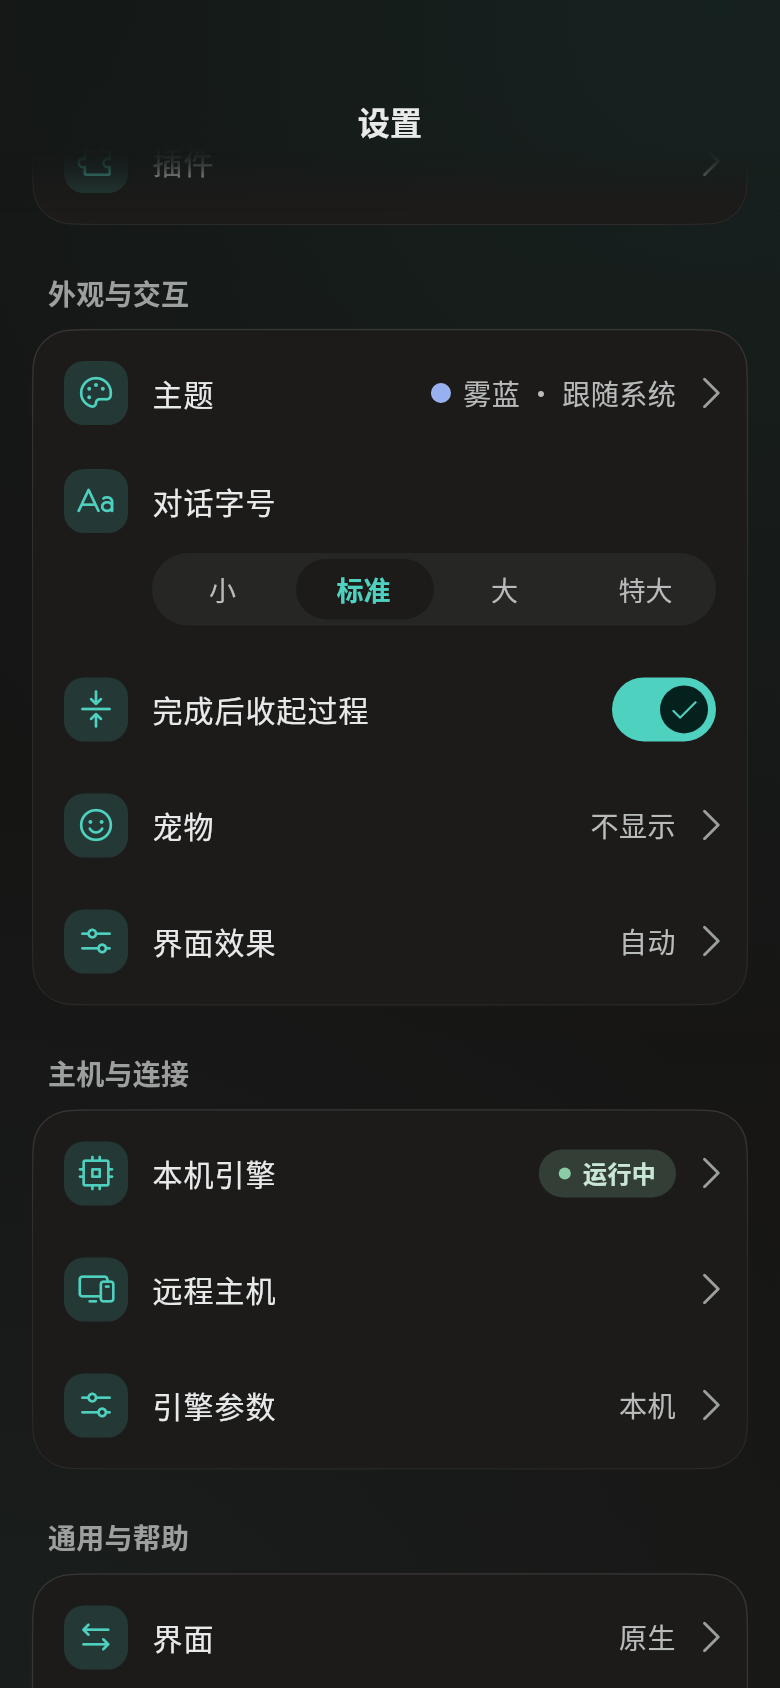 设置
插件
外观与交互
主题
雾蓝 · 跟随系统
Aa
对话字号
小 标准 大 特大
完成后收起过程
宠物
不显示
界面效果
自动
主机与连接
本机引擎
运行中
远程主机
引擎参数
本机
通用与帮助
界面
原生